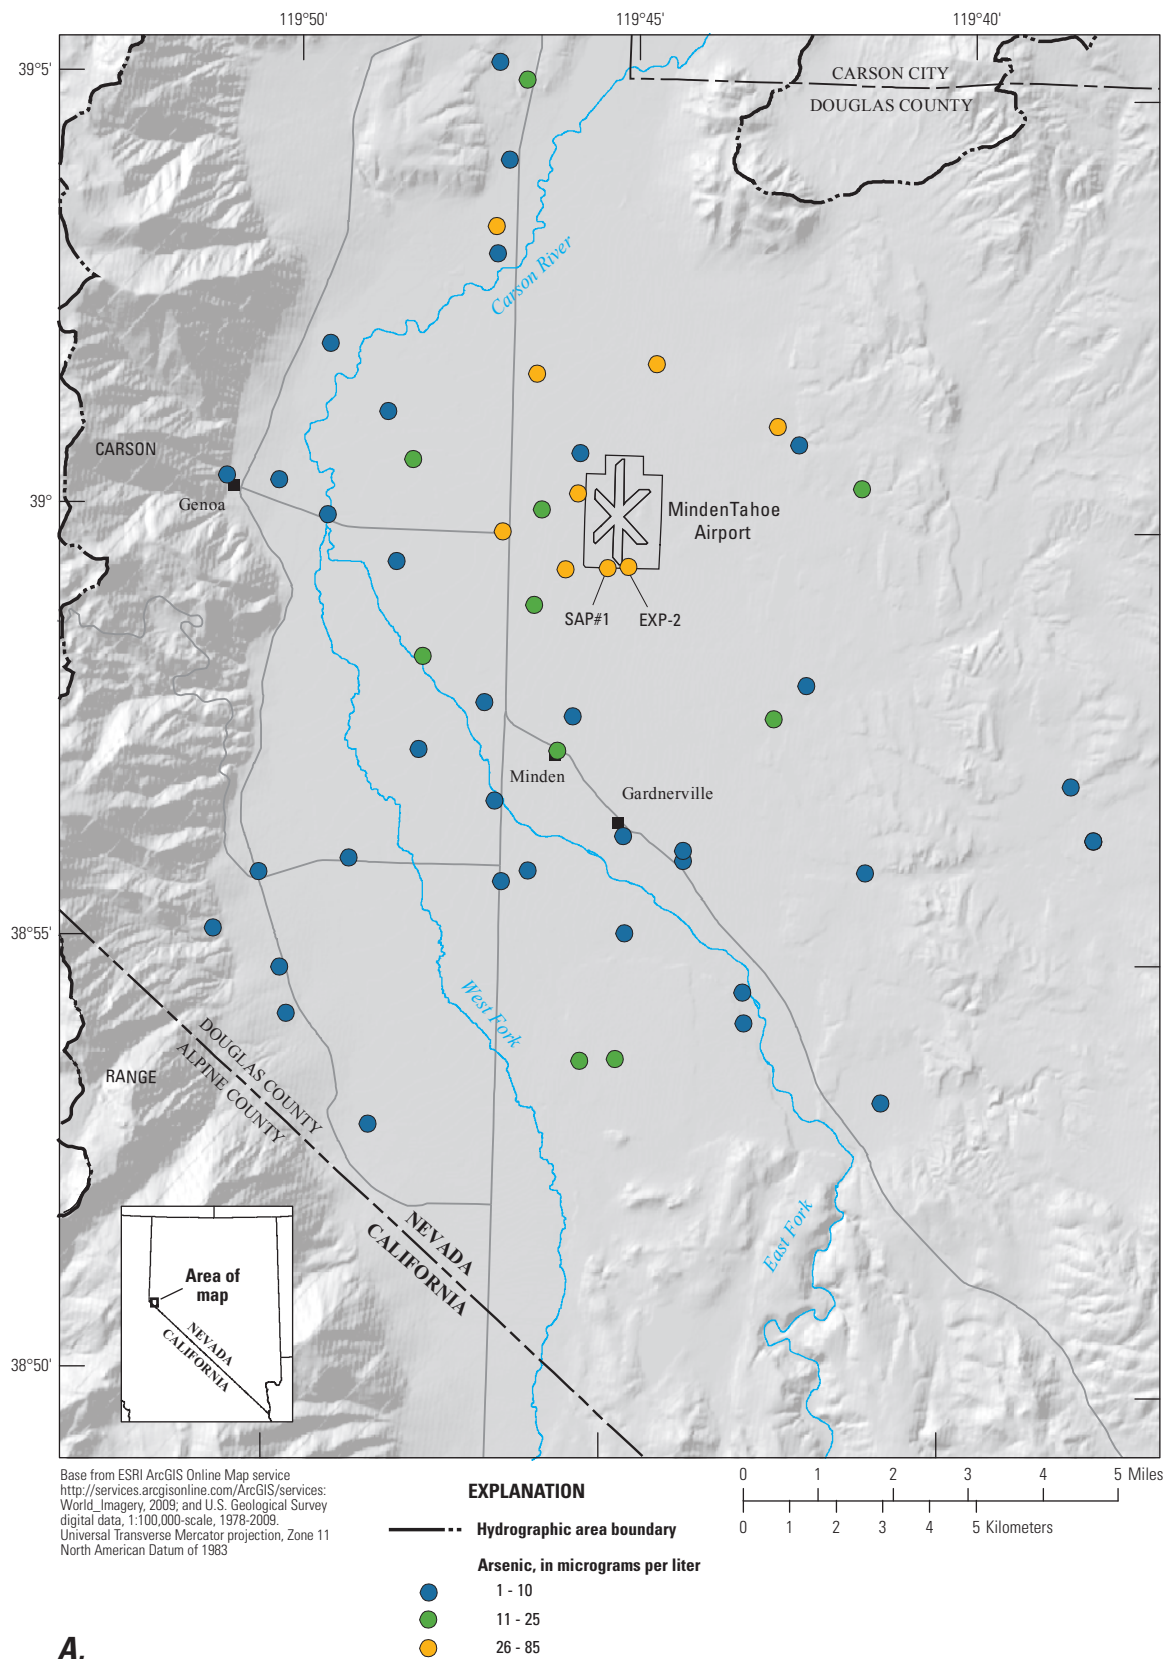 119°50'
119°45'
119°40'
39°5'
CARSON CITY
DOUGLAS COUNTY
Carson River
CARSON
39°
Genoa
MindenTahoe
Airport
SAP#1
EXP-2
Minden
Gardnerville
38°55'
West Fork
DOUGLAS COUNTY
ALPINE COUNTY
RANGE
East Fork
NEVADA
CALIFORNIA
Area of
map
NEVADA
CALIFORNIA
38°50'
Base from ESRI ArcGIS Online Map service
http://services.arcgisonline.com/ArcGIS/services:
World_Imagery, 2009; and U.S. Geological Survey
digital data, 1:100,000-scale, 1978-2009.
Universal Transverse Mercator projection, Zone 11
North American Datum of 1983
0 1 2 3 4 5 Miles
0 1 2 3 4 5 Kilometers
EXPLANATION
Hydrographic area boundary
Arsenic, in micrograms per liter
1 - 10
11 - 25
26 - 85
A.